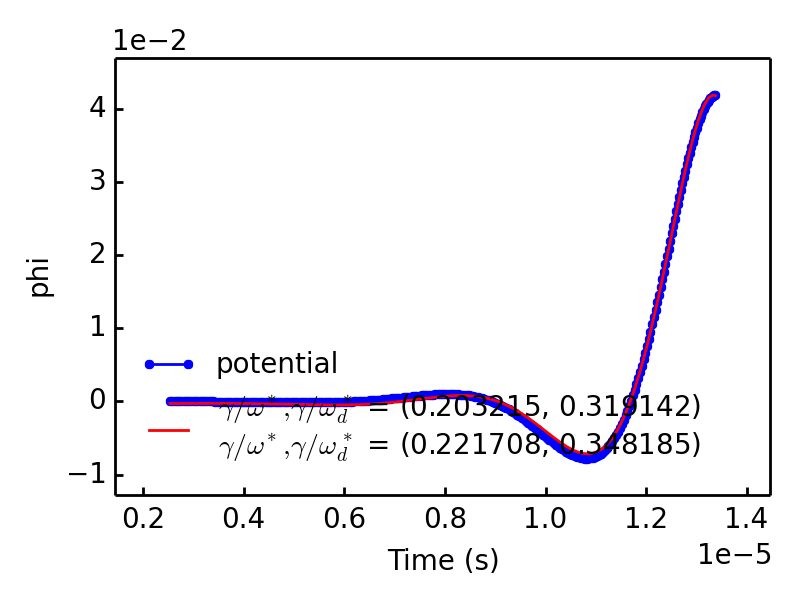 1e−2
4
3
2
1
0
−1
phi
potential
γ/ω* ,γ/ω*d = (0.203215, 0.319142)
γ/ω* ,γ/ω*d = (0.221708, 0.348185)
0.2 0.4 0.6 0.8 1.0 1.2 1.4
1e−5
Time (s)